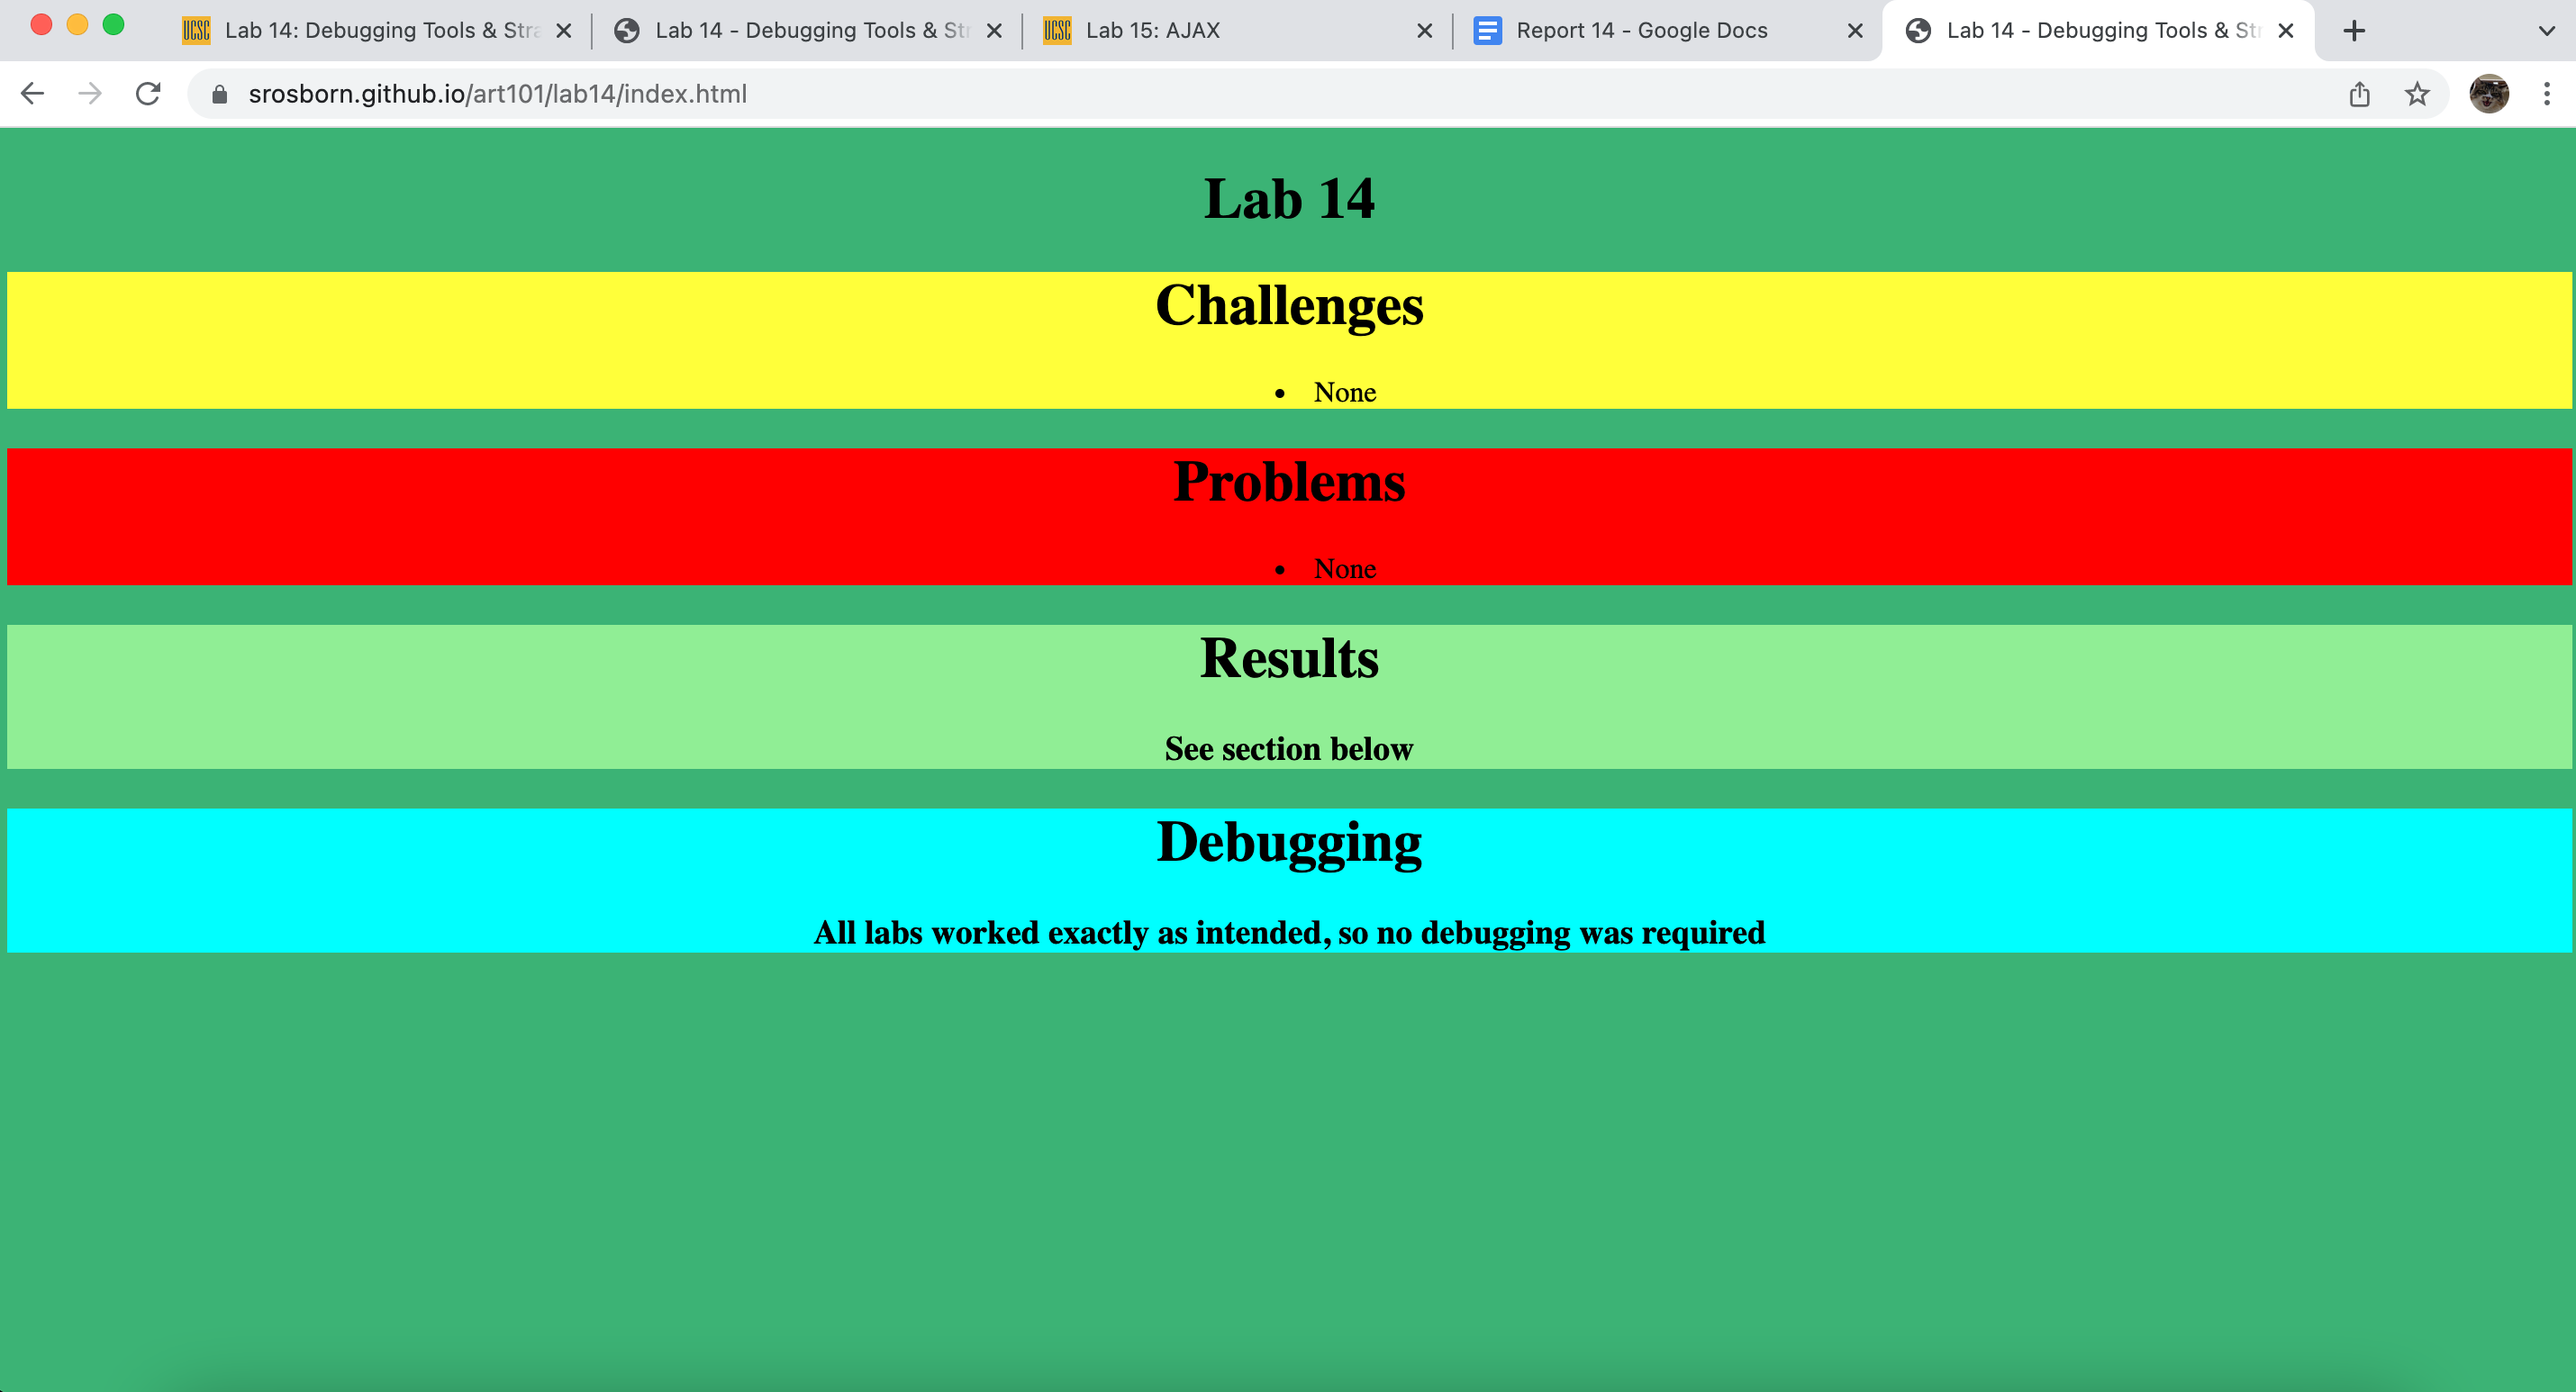 UCSC Lab 14: Debugging Tools & Stra
Lab 14 - Debugging Tools & Str
UCSC Lab 15: AJAX
Report 14 - Google Docs
Lab 14 - Debugging Tools & Str
srosborn.github.io/art101/lab14/index.html
Lab 14
Challenges
• None
Problems
• None
Results
See section below
Debugging
All labs worked exactly as intended, so no debugging was required